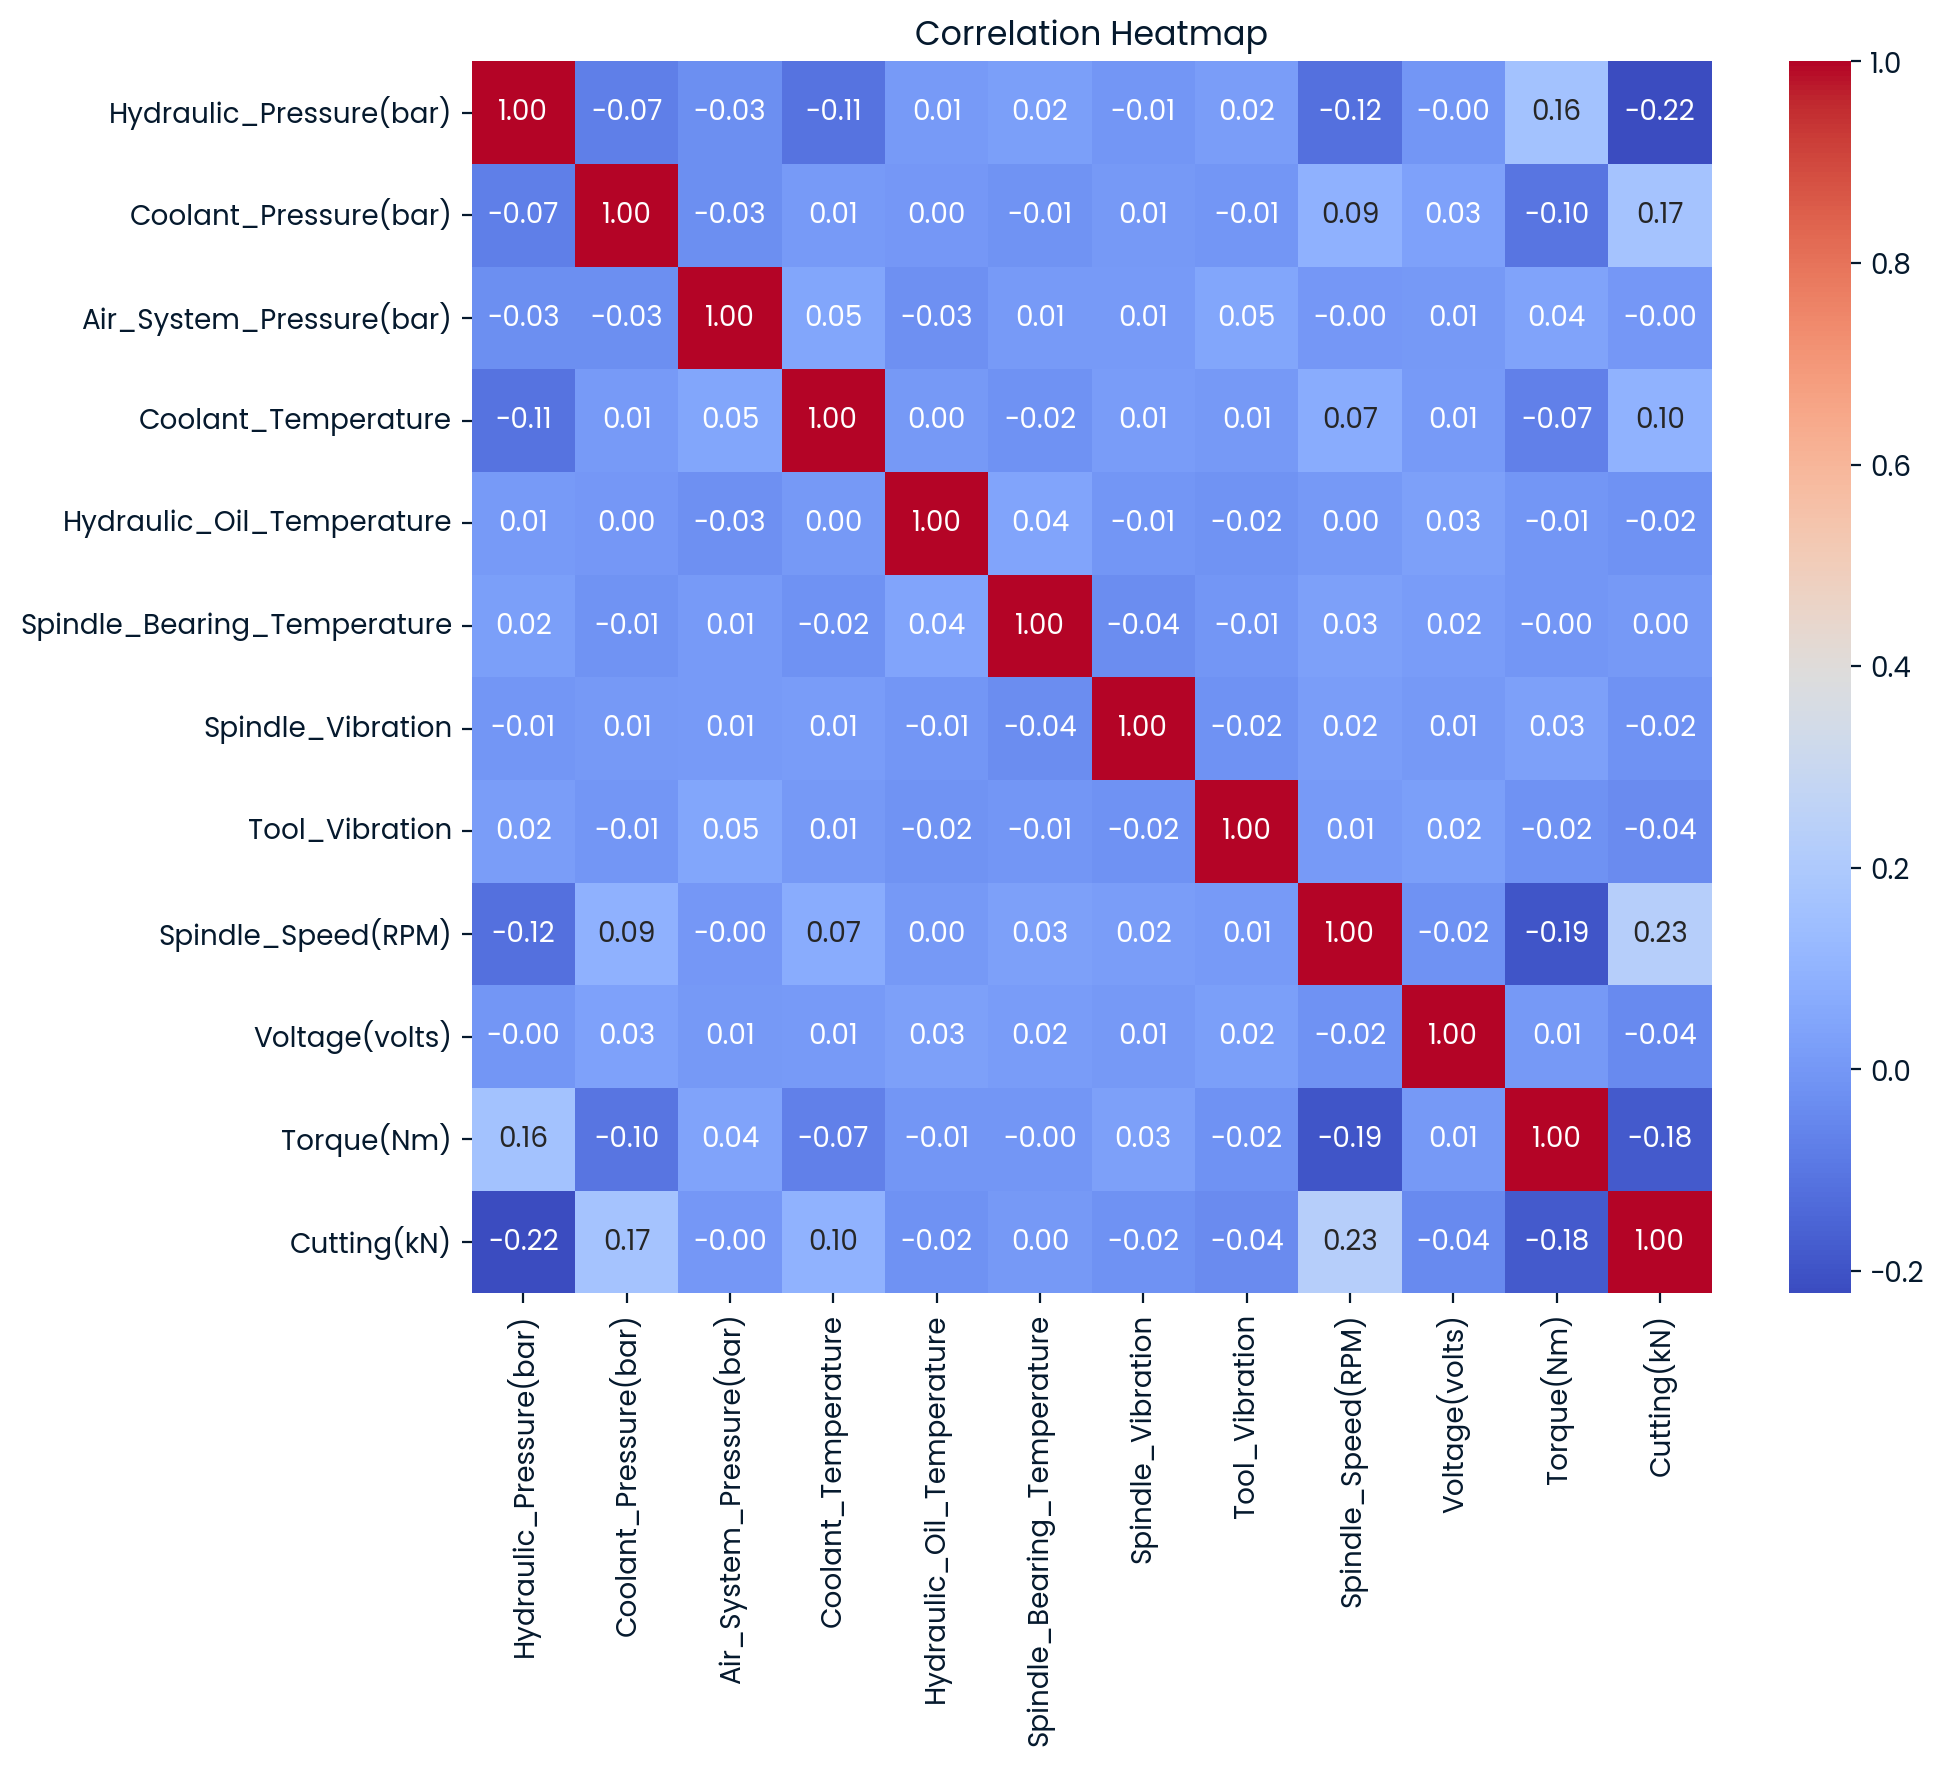 Correlation Heatmap
Hydraulic_Pressure(bar) 1.00 −0.07 −0.03 −0.11 0.01 0.02 −0.01 0.02 −0.12 −0.00 0.16 −0.22
Coolant_Pressure(bar) −0.07 1.00 −0.03 0.01 0.00 −0.01 0.01 −0.01 0.09 0.03 −0.10 0.17
Air_System_Pressure(bar) −0.03 −0.03 1.00 0.05 −0.03 0.01 0.01 0.05 −0.00 0.01 0.04 −0.00
Coolant_Temperature −0.11 0.01 0.05 1.00 0.00 −0.02 0.01 0.01 0.07 0.01 −0.07 0.10
Hydraulic_Oil_Temperature 0.01 0.00 −0.03 0.00 1.00 0.04 −0.01 −0.02 0.00 0.03 −0.01 −0.02
Spindle_Bearing_Temperature 0.02 −0.01 0.01 −0.02 0.04 1.00 −0.04 −0.01 0.03 0.02 −0.00 0.00
Spindle_Vibration −0.01 0.01 0.01 0.01 −0.01 −0.04 1.00 −0.02 0.02 0.01 0.03 −0.02
Tool_Vibration 0.02 −0.01 0.05 0.01 −0.02 −0.01 −0.02 1.00 0.01 0.02 −0.02 −0.04
Spindle_Speed(RPM) −0.12 0.09 −0.00 0.07 0.00 0.03 0.02 0.01 1.00 −0.02 −0.19 0.23
Voltage(volts) −0.00 0.03 0.01 0.01 0.03 0.02 0.01 0.02 −0.02 1.00 0.01 −0.04
Torque(Nm) 0.16 −0.10 0.04 −0.07 −0.01 −0.00 0.03 −0.02 −0.19 0.01 1.00 −0.18
Cutting(kN) −0.22 0.17 −0.00 0.10 −0.02 0.00 −0.02 −0.04 0.23 −0.04 −0.18 1.00
Hydraulic_Pressure(bar)
Coolant_Pressure(bar)
Air_System_Pressure(bar)
Coolant_Temperature
Hydraulic_Oil_Temperature
Spindle_Bearing_Temperature
Spindle_Vibration
Tool_Vibration
Spindle_Speed(RPM)
Voltage(volts)
Torque(Nm)
Cutting(kN)
1.0
0.8
0.6
0.4
0.2
0.0
−0.2